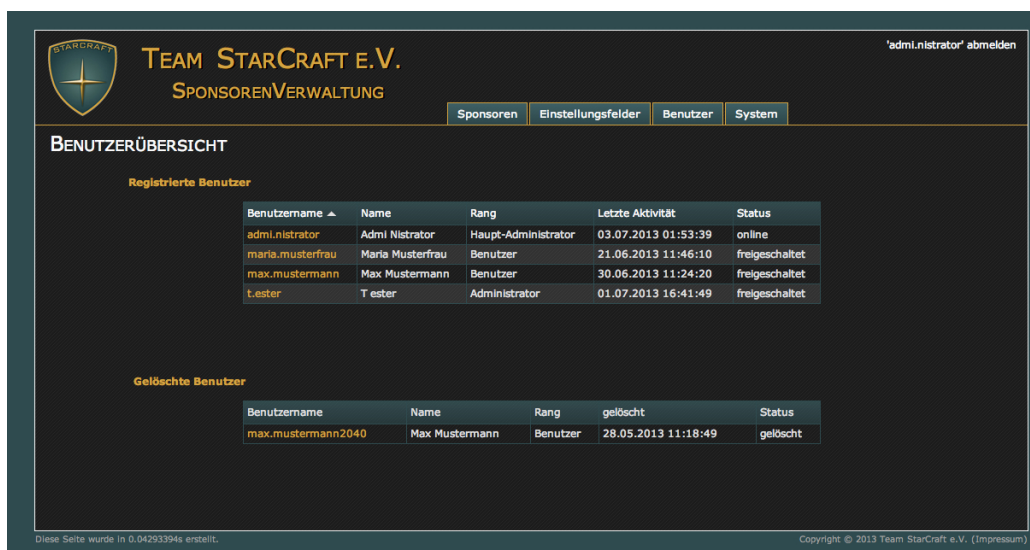 STARCRAFT
TEAM STARCRAFT E.V.
SPONSORENVERWALTUNG
'admi.nistrator' abmelden
Sponsoren Einstellungsfelder Benutzer System
BENUTZERÜBERSICHT
Registrierte Benutzer
Benutzername Name Rang Letzte Aktivität Status
admi.nistrator Admi Nistrator Haupt-Administrator 03.07.2013 01:53:39 online
maria.musterfrau Maria Musterfrau Benutzer 21.06.2013 11:46:10 freigeschaltet
max.mustermann Max Mustermann Benutzer 30.06.2013 11:24:20 freigeschaltet
t.ester T ester Administrator 01.07.2013 16:41:49 freigeschaltet
Gelöschte Benutzer
Benutzername Name Rang gelöscht Status
max.mustermann2040 Max Mustermann Benutzer 28.05.2013 11:18:49 gelöscht
Diese Seite wurde in 0.04293394s erstellt.
Copyright © 2013 Team StarCraft e.V. (Impressum)